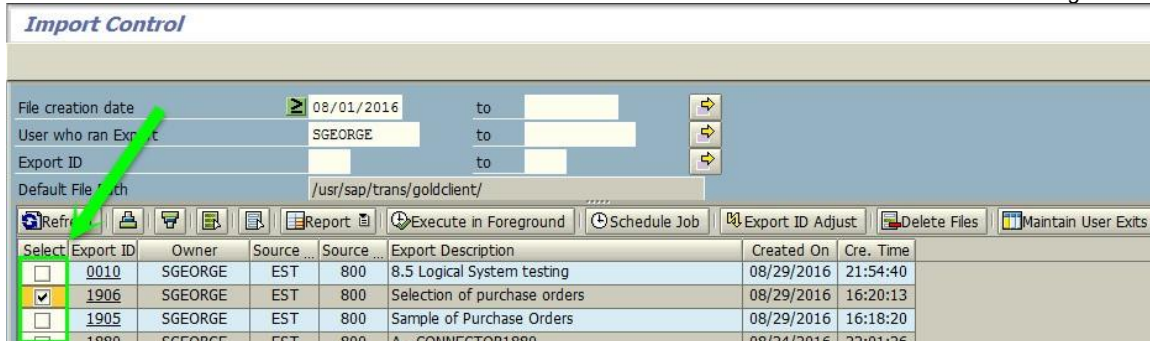 Import Control
File creation date ≥ 08/01/2016 to
User who ran Export SGEORGE to
Export ID to
Default File Path /usr/sap/trans/goldclient/
Refresh Report Execute in Foreground Schedule Job Export ID Adjust Delete Files Maintain User Exits
Select Export ID Owner Source ... Source ... Export Description Created On Cre. Time
0010 SGEORGE EST 800 8.5 Logical System testing 08/29/2016 21:54:40
1906 SGEORGE EST 800 Selection of purchase orders 08/29/2016 16:20:13
1905 SGEORGE EST 800 Sample of Purchase Orders 08/29/2016 16:18:20